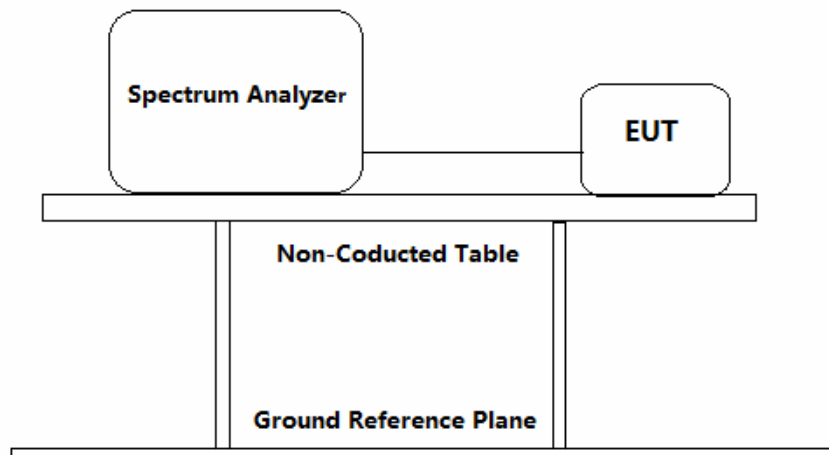 Spectrum Analyzer
EUT
Non-Coducted Table
Ground Reference Plane